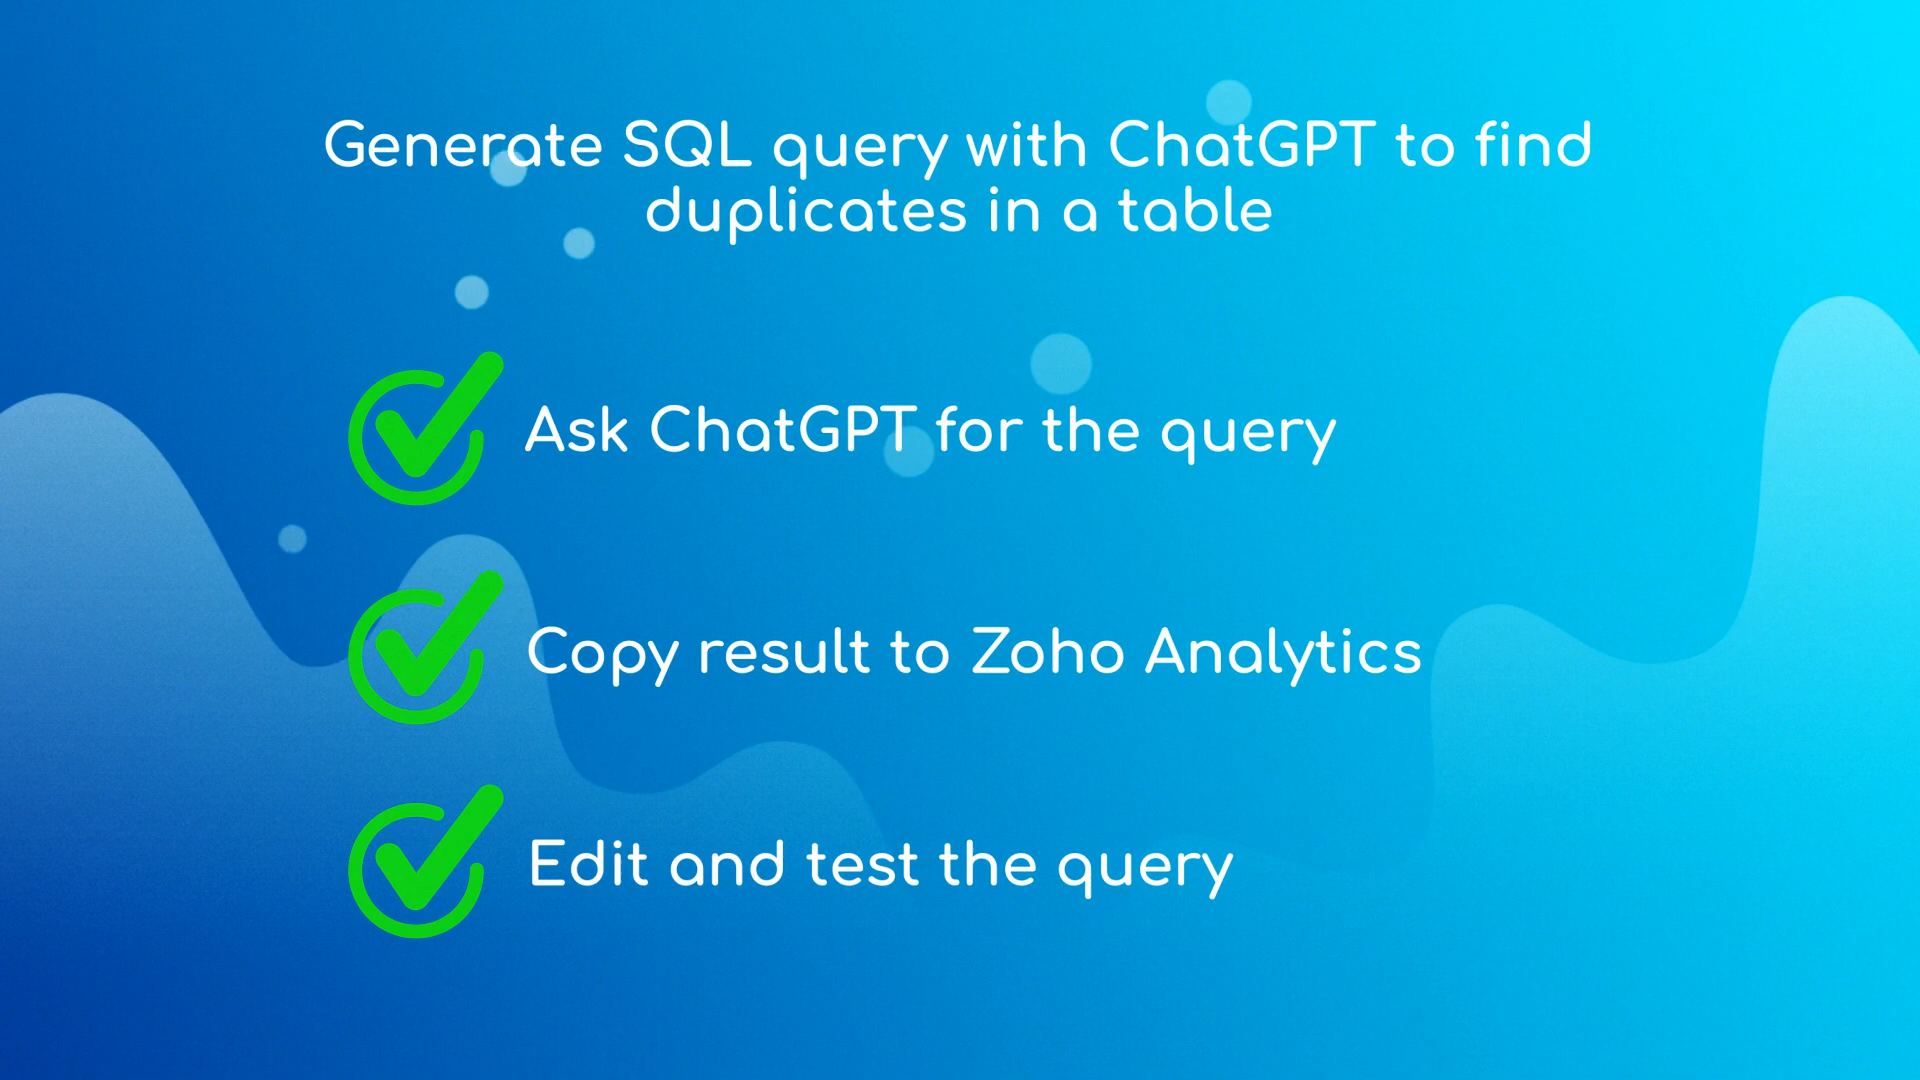 Generate SQL query with ChatGPT to find
duplicates in a table
Ask ChatGPT for the query
Copy result to Zoho Analytics
Edit and test the query